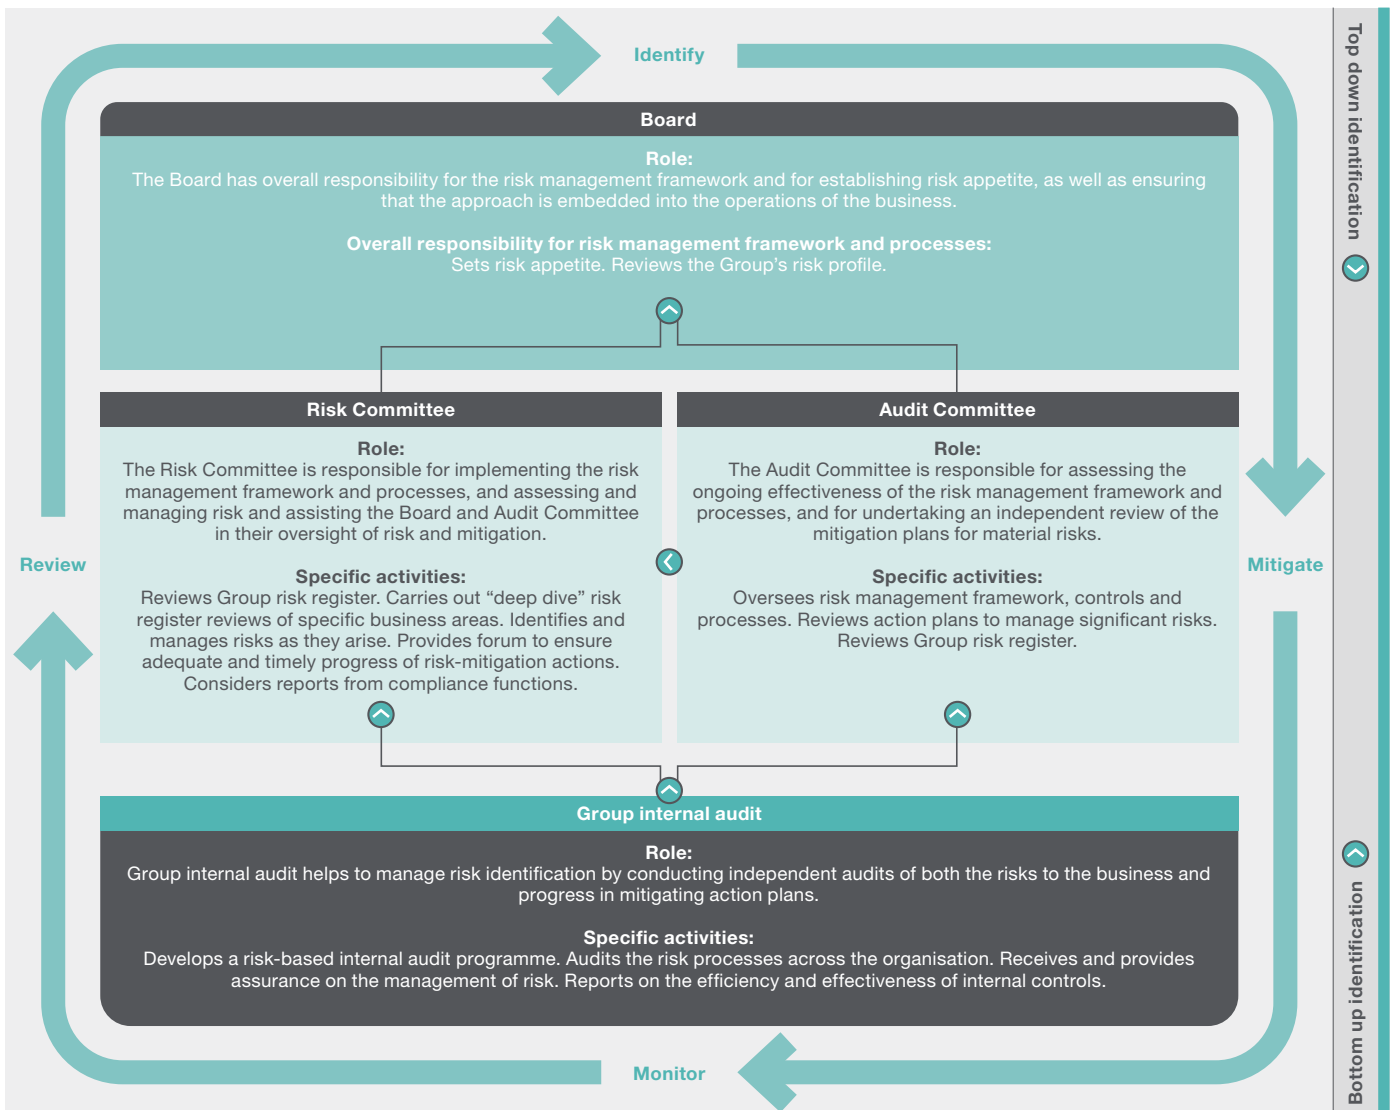 Identify
Top down identification
Board
Role:
The Board has overall responsibility for the risk management framework and for establishing risk appetite, as well as ensuring
that the approach is embedded into the operations of the business.
Overall responsibility for risk management framework and processes:
Sets risk appetite. Reviews the Group’s risk profile.
Risk Committee
Role:
The Risk Committee is responsible for implementing the risk
management framework and processes, and assessing and
managing risk and assisting the Board and Audit Committee
in their oversight of risk and mitigation.
Specific activities:
Reviews Group risk register. Carries out “deep dive” risk
register reviews of specific business areas. Identifies and
manages risks as they arise. Provides forum to ensure
adequate and timely progress of risk-mitigation actions.
Considers reports from compliance functions.
Audit Committee
Role:
The Audit Committee is responsible for assessing the
ongoing effectiveness of the risk management framework and
processes, and for undertaking an independent review of the
mitigation plans for material risks.
Specific activities:
Oversees risk management framework, controls and
processes. Reviews action plans to manage significant risks.
Reviews Group risk register.
Review
Mitigate
Group internal audit
Role:
Group internal audit helps to manage risk identification by conducting independent audits of both the risks to the business and
progress in mitigating action plans.
Specific activities:
Develops a risk-based internal audit programme. Audits the risk processes across the organisation. Receives and provides
assurance on the management of risk. Reports on the efficiency and effectiveness of internal controls.
Bottom up identification
Monitor